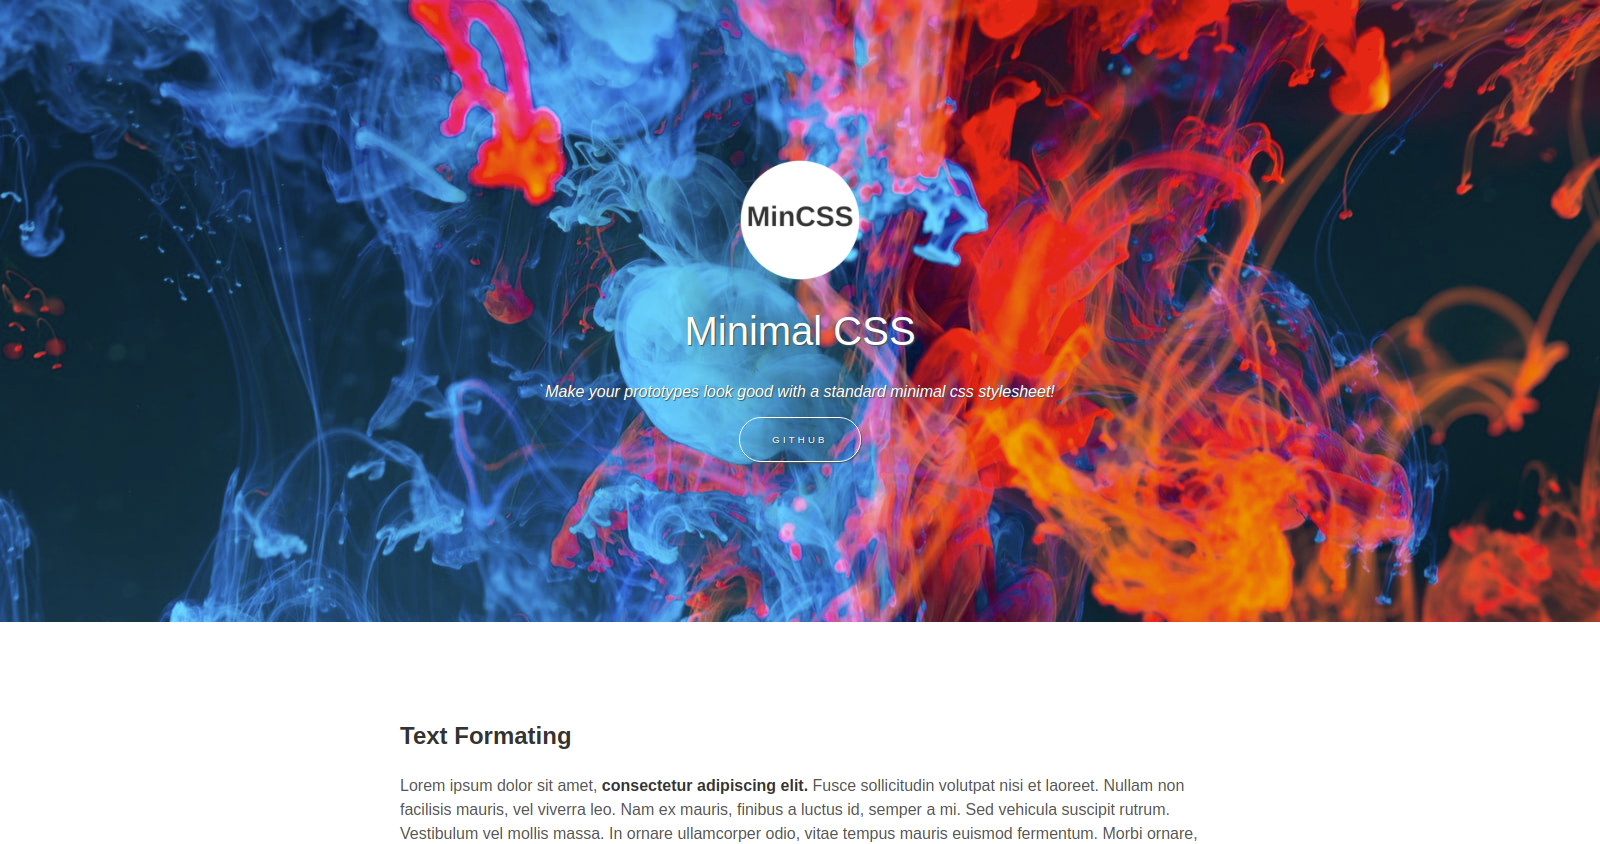 MinCSS
Minimal CSS
Make your prototypes look good with a standard minimal css stylesheet!
GITHUB
Text Formating
Lorem ipsum dolor sit amet, consectetur adipiscing elit. Fusce sollicitudin volutpat nisi et laoreet. Nullam non
facilisis mauris, vel viverra leo. Nam ex mauris, finibus a luctus id, semper a mi. Sed vehicula suscipit rutrum.
Vestibulum vel mollis massa. In ornare ullamcorper odio, vitae tempus mauris euismod fermentum. Morbi ornare,